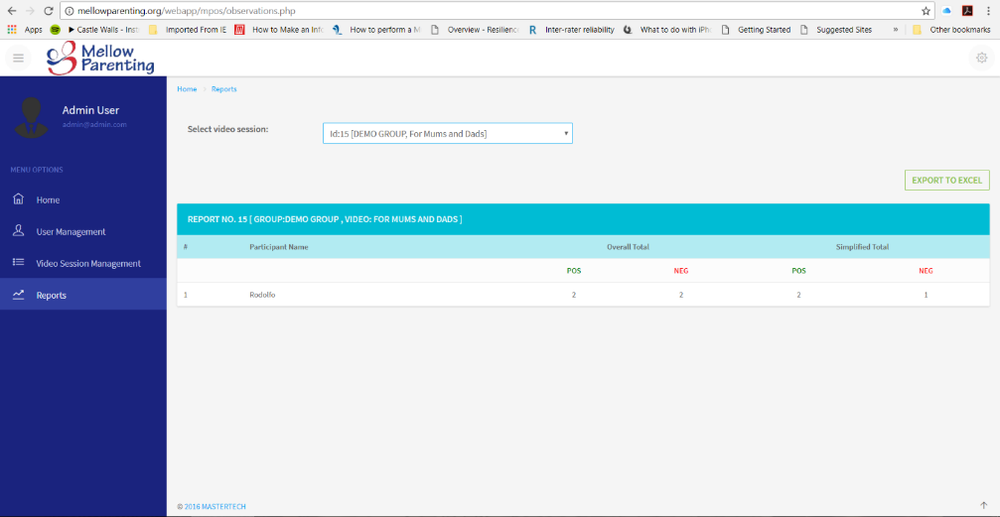 mellowparenting.org/webapp/mpos/observations.php
Apps Castle Walls - Inst Imported From IE How to Make an Inf How to perform a M Overview - Resilienc R Inter-rater reliability What to do with iPh Getting Started Suggested Sites » Other bookmarks
Mellow
Parenting
Admin User
admin@admin.com
MENU OPTIONS
Home
User Management
Video Session Management
Reports
Home Reports
Select video session:
Id:15 [DEMO GROUP, For Mums and Dads]
EXPORT TO EXCEL
REPORT NO. 15 [ GROUP:DEMO GROUP , VIDEO: FOR MUMS AND DADS ]
# Participant Name Overall Total Simplified Total
POS NEG POS NEG
1 Rodolfo 2 2 2 1
© 2016 MASTERTECH